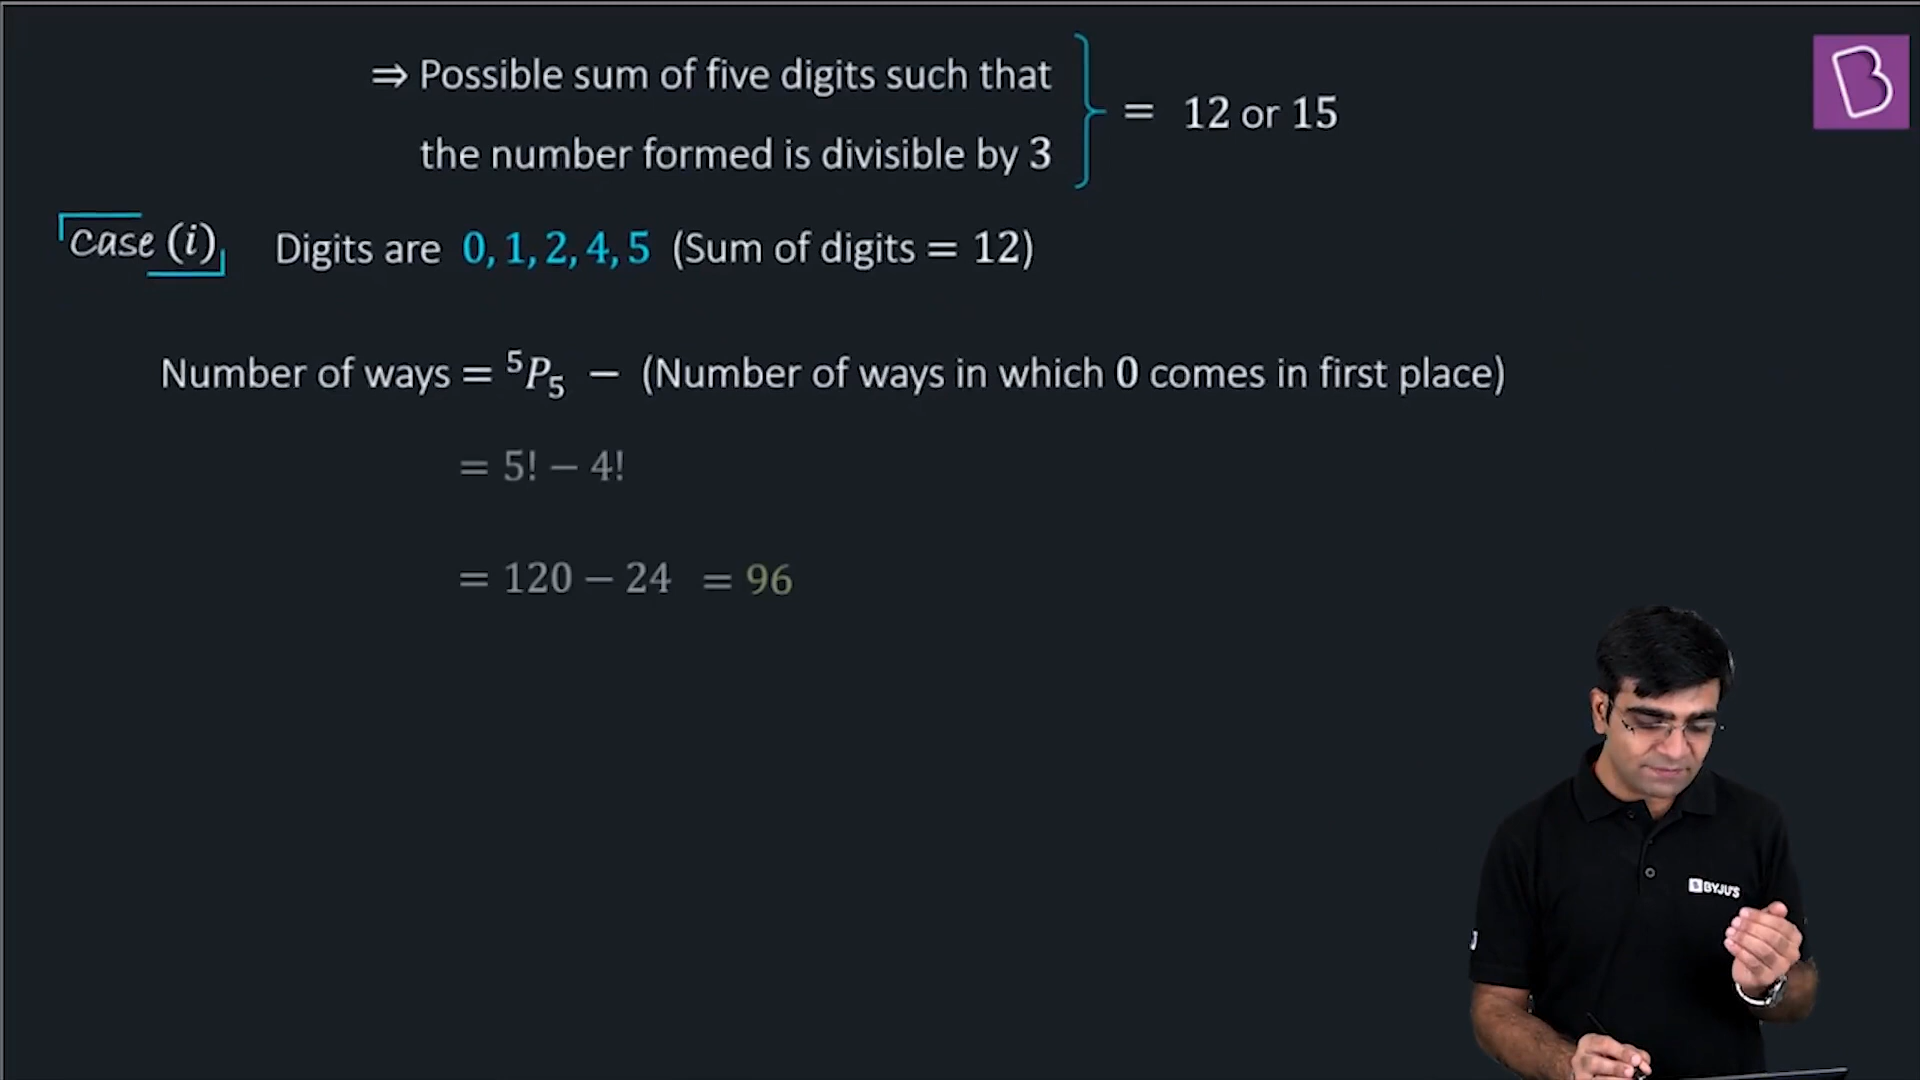 ⇒ Possible sum of five digits such that
the number formed is divisible by 3
= 12 or 15
Case (i)
Digits are 0, 1, 2, 4, 5 (Sum of digits = 12)
Number of ways = ⁵P₅ − (Number of ways in which 0 comes in first place)
= 5! − 4!
= 120 − 24 = 96
BYJU'S